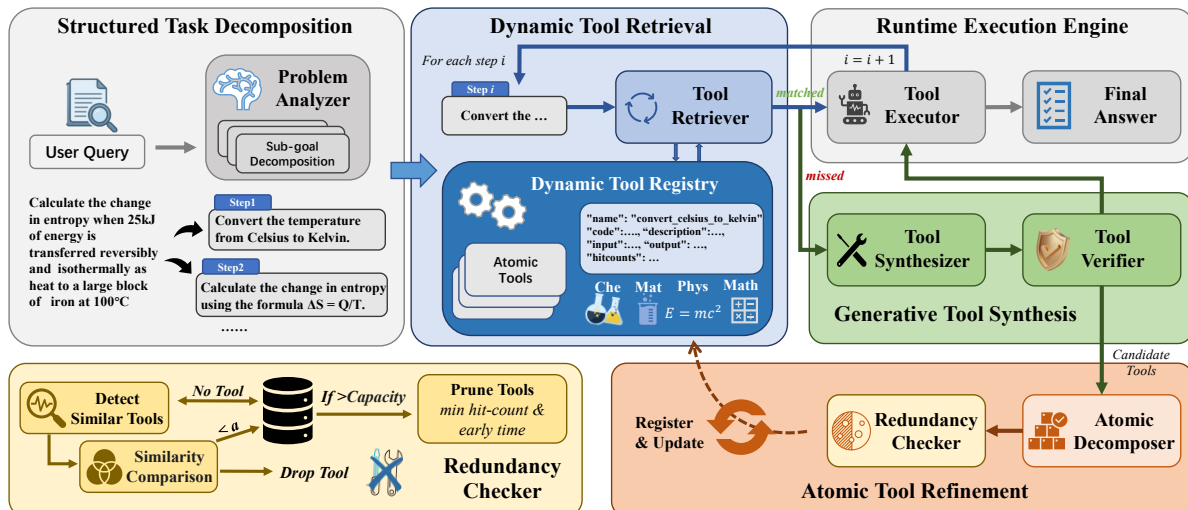 Structured Task Decomposition
User Query
Problem
Analyzer
Sub-goal
Decomposition
Calculate the change
in entropy when 25kJ
of energy is
transferred reversibly
and isothermally as
heat to a large block
of iron at 100°C
Step1
Convert the temperature
from Celsius to Kelvin.
Step2
Calculate the change in entropy
using the formula ΔS = Q/T.
......
Dynamic Tool Retrieval
For each step i
Step i
Convert the ...
Tool
Retriever
matched
missed
Dynamic Tool Registry
Atomic
Tools
"name": "convert_celsius_to_kelvin"
"code":...., “description":...,
"input":...., “output": ...,
"hitcounts": ...
Che
Mat
Phys
Math
E = mc²
Runtime Execution Engine
i = i + 1
Tool
Executor
Final
Answer
Tool
Synthesizer
Tool
Verifier
Generative Tool Synthesis
Candidate
Tools
Detect
Similar Tools
No Tool
If >Capacity
Prune Tools
min hit-count &
early time
∠ a
Similarity
Comparison
Drop Tool
Redundancy
Checker
Register
& Update
Redundancy
Checker
Atomic
Decomposer
Atomic Tool Refinement